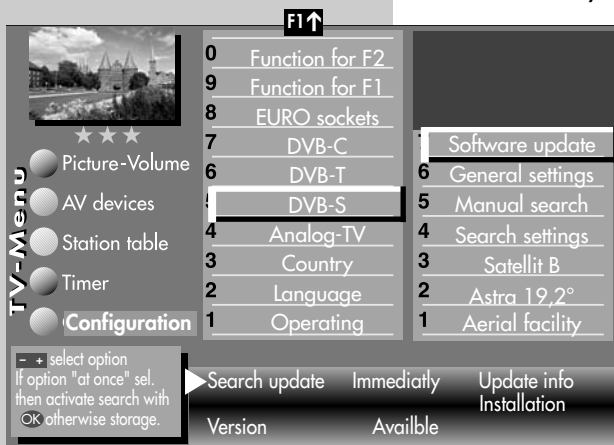 F1↑
TV-Menu
Picture-Volume
AV devices
Station table
Timer
Configuration
0 Function for F2
9 Function for F1
8 EURO sockets
7 DVB-C
6 DVB-T
5 DVB-S
4 Analog-TV
3 Country
2 Language
1 Operating
7 Software update
6 General settings
5 Manual search
4 Search settings
3 Satellit B
2 Astra 19,2°
1 Aerial facility
- + select option
If option "at once" sel.
then activate search with
OK otherwise storage.
Search update Immediatly Update info
Installation
Version Availble